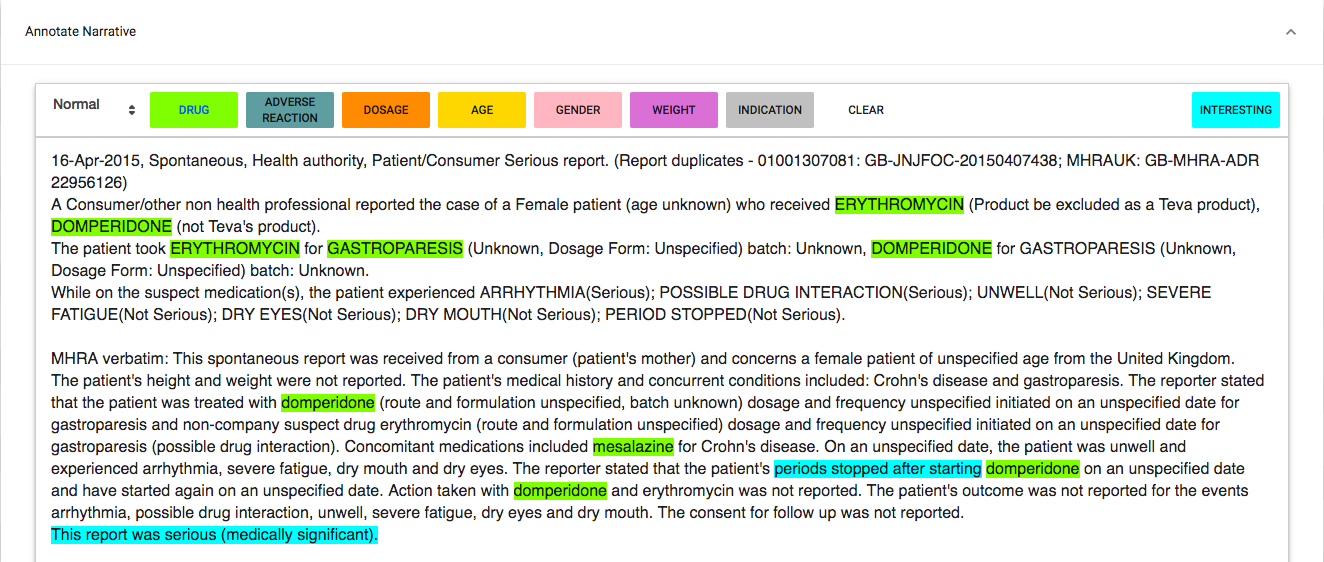 Annotate Narrative
Normal
DRUG
ADVERSE
REACTION
DOSAGE
AGE
GENDER
WEIGHT
INDICATION
CLEAR
INTERESTING
16-Apr-2015, Spontaneous, Health authority, Patient/Consumer Serious report. (Report duplicates - 01001307081: GB-JNJFOC-20150407438; MHRAUK: GB-MHRA-ADR
22956126)
A Consumer/other non health professional reported the case of a Female patient (age unknown) who received ERYTHROMYCIN (Product be excluded as a Teva product),
DOMPERIDONE (not Teva's product).
The patient took ERYTHROMYCIN for GASTROPARESIS (Unknown, Dosage Form: Unspecified) batch: Unknown, DOMPERIDONE for GASTROPARESIS (Unknown,
Dosage Form: Unspecified) batch: Unknown.
While on the suspect medication(s), the patient experienced ARRHYTHMIA(Serious); POSSIBLE DRUG INTERACTION(Serious); UNWELL(Not Serious); SEVERE
FATIGUE(Not Serious); DRY EYES(Not Serious); DRY MOUTH(Not Serious); PERIOD STOPPED(Not Serious).
MHRA verbatim: This spontaneous report was received from a consumer (patient's mother) and concerns a female patient of unspecified age from the United Kingdom.
The patient's height and weight were not reported. The patient's medical history and concurrent conditions included: Crohn's disease and gastroparesis. The reporter stated
that the patient was treated with domperidone (route and formulation unspecified, batch unknown) dosage and frequency unspecified initiated on an unspecified date for
gastroparesis and non-company suspect drug erythromycin (route and formulation unspecified) dosage and frequency unspecified initiated on an unspecified date for
gastroparesis (possible drug interaction). Concomitant medications included mesalazine for Crohn's disease. On an unspecified date, the patient was unwell and
experienced arrhythmia, severe fatigue, dry mouth and dry eyes. The reporter stated that the patient's periods stopped after starting domperidone on an unspecified date
and have started again on an unspecified date. Action taken with domperidone and erythromycin was not reported. The patient's outcome was not reported for the events
arrhythmia, possible drug interaction, unwell, severe fatigue, dry eyes and dry mouth. The consent for follow up was not reported.
This report was serious (medically significant).